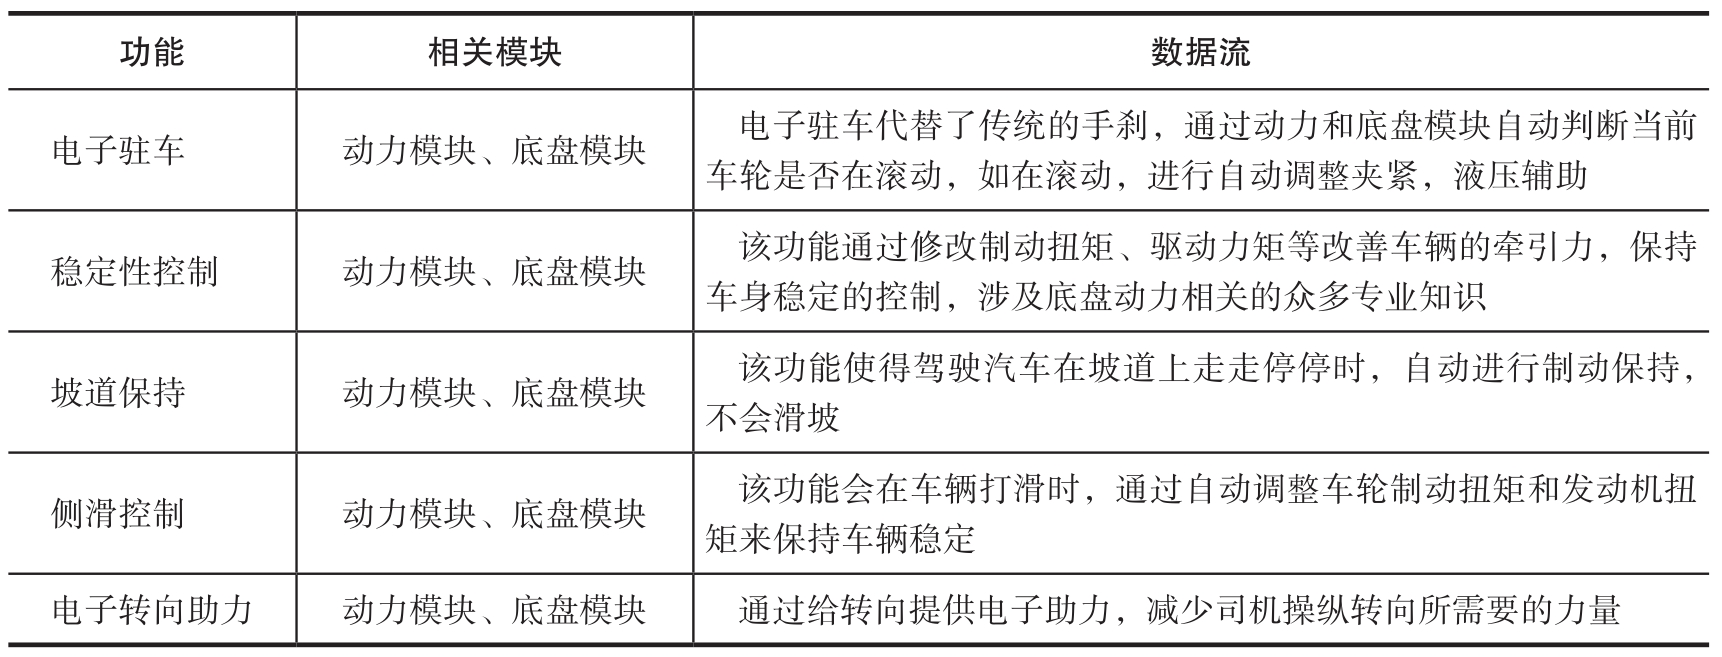 功能 相关模块 数据流
电子驻车 动力模块、底盘模块 电子驻车代替了传统的手刹，通过动力和底盘模块自动判断当前
车轮是否在滚动，如在滚动，进行自动调整夹紧，液压辅助
稳定性控制 动力模块、底盘模块 该功能通过修改制动扭矩、驱动力矩等改善车辆的牵引力，保持
车身稳定的控制，涉及底盘动力相关的众多专业知识
坡道保持 动力模块、底盘模块 该功能使得驾驶汽车在坡道上走走停停时，自动进行制动保持，
不会滑坡
侧滑控制 动力模块、底盘模块 该功能会在车辆打滑时，通过自动调整车轮制动扭矩和发动机扭
矩来保持车辆稳定
电子转向助力 动力模块、底盘模块 通过给转向提供电子助力，减少司机操纵转向所需要的力量